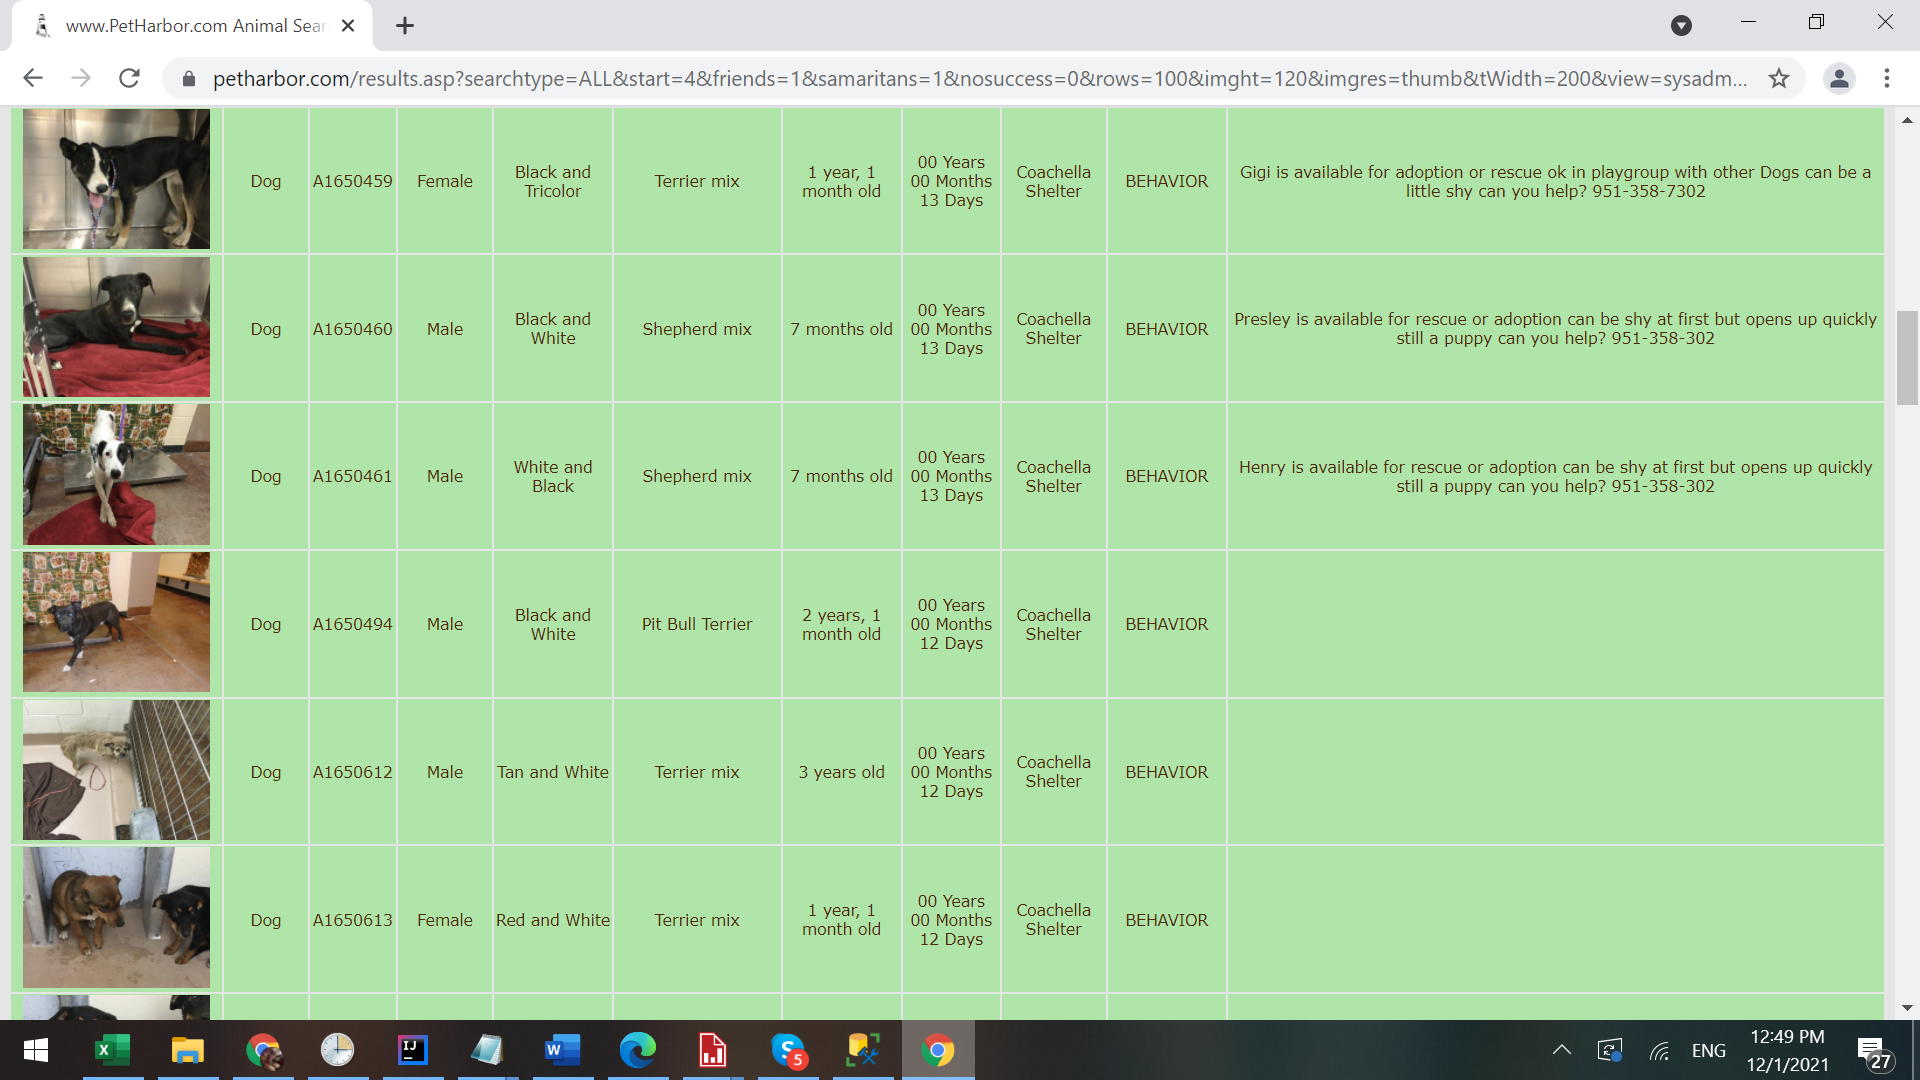 www.PetHarbor.com Animal Sear
petharbor.com/results.asp?searchtype=ALL&start=4&friends=1&samaritans=1&nosuccess=0&rows=100&imght=120&imgres=thumb&tWidth=200&view=sysadm...
Dog
A1650459
Female
Black and
Tricolor
Terrier mix
1 year, 1
month old
00 Years
00 Months
13 Days
Coachella
Shelter
BEHAVIOR
Gigi is available for adoption or rescue ok in playgroup with other Dogs can be a
little shy can you help? 951-358-7302
Dog
A1650460
Male
Black and
White
Shepherd mix
7 months old
00 Years
00 Months
13 Days
Coachella
Shelter
BEHAVIOR
Presley is available for rescue or adoption can be shy at first but opens up quickly
still a puppy can you help? 951-358-302
Dog
A1650461
Male
White and
Black
Shepherd mix
7 months old
00 Years
00 Months
13 Days
Coachella
Shelter
BEHAVIOR
Henry is available for rescue or adoption can be shy at first but opens up quickly
still a puppy can you help? 951-358-302
Dog
A1650494
Male
Black and
White
Pit Bull Terrier
2 years, 1
month old
00 Years
00 Months
12 Days
Coachella
Shelter
BEHAVIOR
Dog
A1650612
Male
Tan and White
Terrier mix
3 years old
00 Years
00 Months
12 Days
Coachella
Shelter
BEHAVIOR
Dog
A1650613
Female
Red and White
Terrier mix
1 year, 1
month old
00 Years
00 Months
12 Days
Coachella
Shelter
BEHAVIOR
X
IJ
W
S
5
ENG
12:49 PM
12/1/2021
27